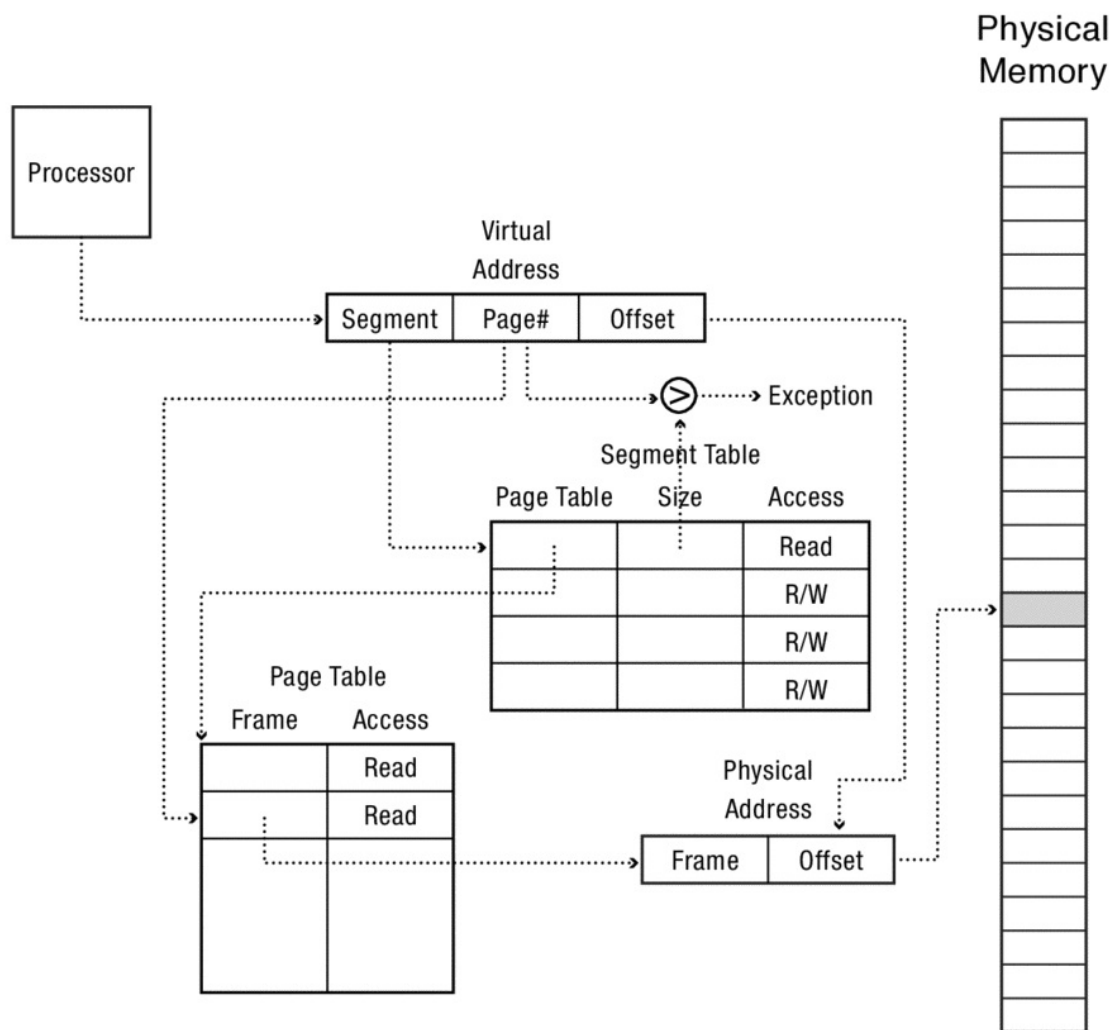 Physical
Memory
Processor
Virtual
Address
Segment Page# Offset
> Exception
Segment Table
Page Table Size Access
Read
R/W
R/W
R/W
Page Table
Frame Access
Read
Read
Physical
Address
Frame Offset